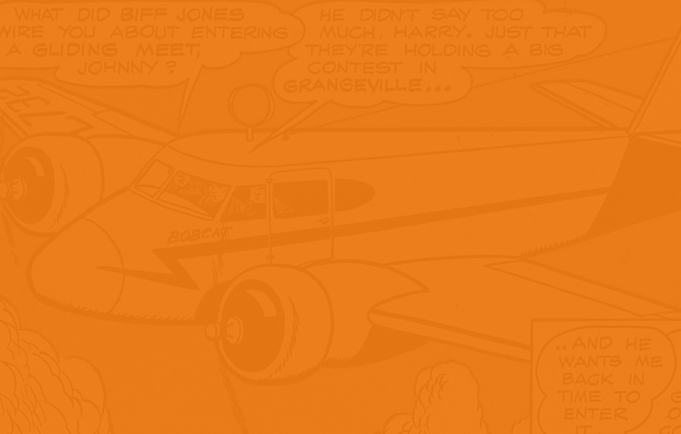 WHAT DID BIFF JONES
WIRE YOU ABOUT ENTERING
A GLIDING MEET,
JOHNNY?
HE DIDN'T SAY TOO
MUCH, HARRY. JUST THAT
THEY'RE HOLDING A BIG
CONTEST IN
GRANGEVILLE...
BOBCAT
..AND HE
WANTS ME
BACK IN
TIME TO
ENTER
IT